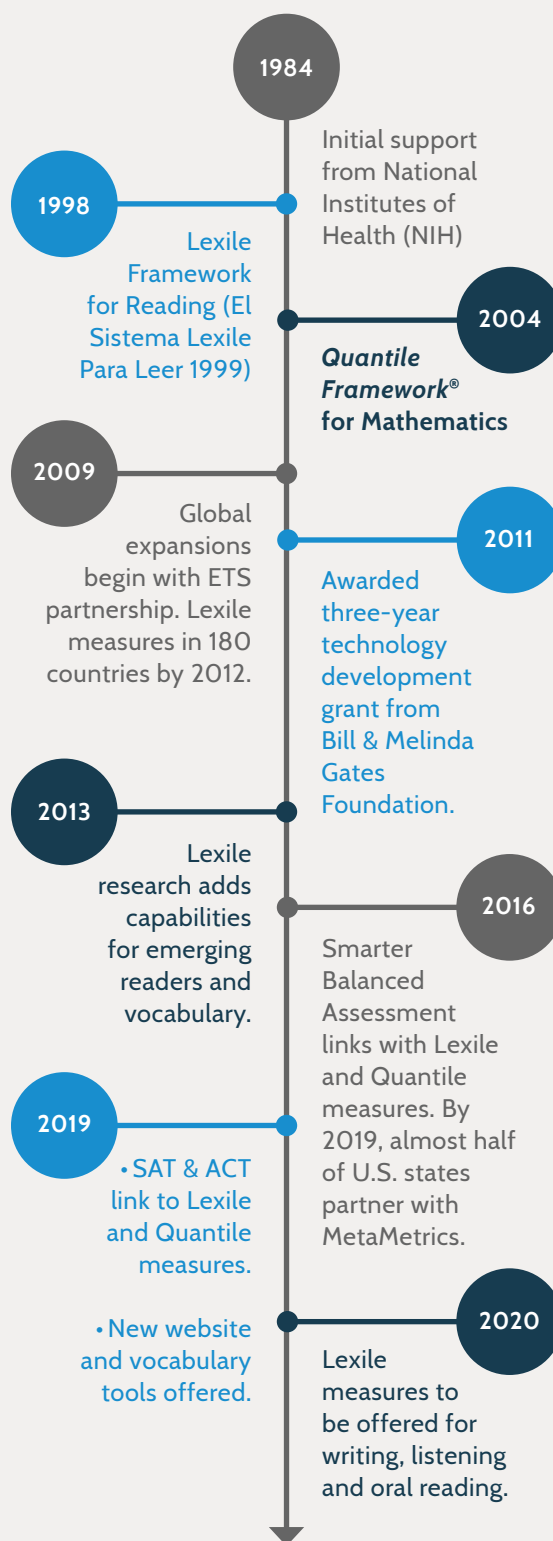 1984
Initial support
from National
Institutes of
Health (NIH)
1998
Lexile
Framework
for Reading (El
Sistema Lexile
Para Leer 1999)
2004
Quantile
Framework®
for Mathematics
2009
Global
expansions
begin with ETS
partnership. Lexile
measures in 180
countries by 2012.
2011
Awarded
three-year
technology
development
grant from
Bill & Melinda
Gates
Foundation.
2013
Lexile
research adds
capabilities
for emerging
readers and
vocabulary.
2016
Smarter
Balanced
Assessment
links with Lexile
and Quantile
measures. By
2019, almost half
of U.S. states
partner with
MetaMetrics.
2019
• SAT & ACT
link to Lexile
and Quantile
measures.
• New website
and vocabulary
tools offered.
2020
Lexile
measures to
be offered for
writing, listening
and oral reading.